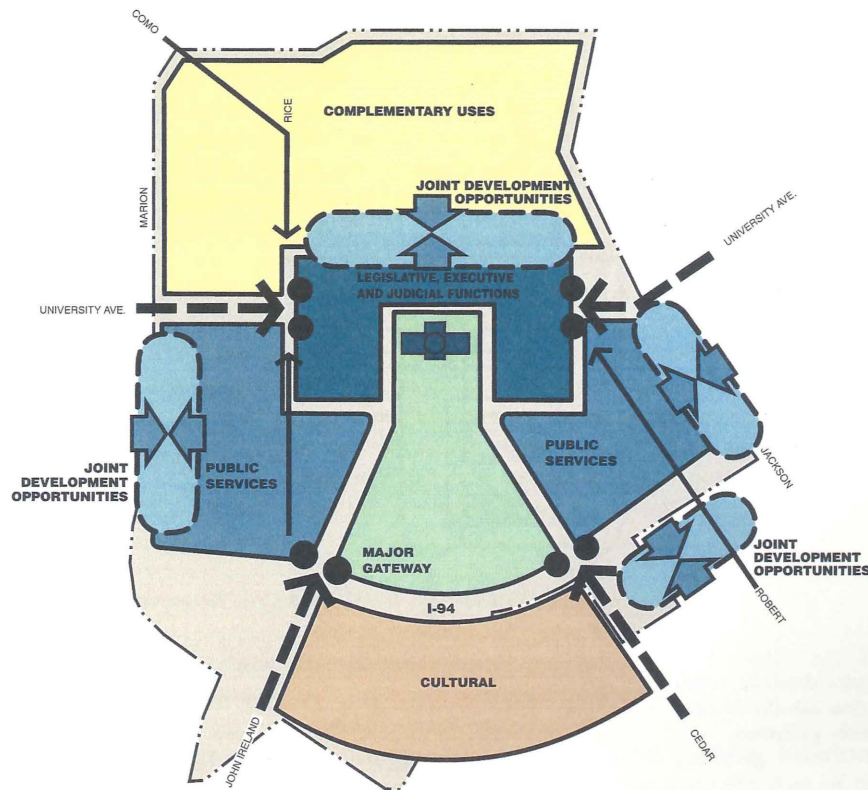 COMO
RICE
COMPLEMENTARY USES
MARION
JOINT DEVELOPMENT
OPPORTUNITIES
UNIVERSITY AVE.
LEGISLATIVE, EXECUTIVE
AND JUDICIAL FUNCTIONS
UNIVERSITY AVE.
PUBLIC
SERVICES
JOINT
DEVELOPMENT
OPPORTUNITIES
PUBLIC
SERVICES
JACKSON
MAJOR
GATEWAY
JOINT
DEVELOPMENT
OPPORTUNITIES
I-94
ROBERT
CULTURAL
JOHN IRELAND
CEDAR